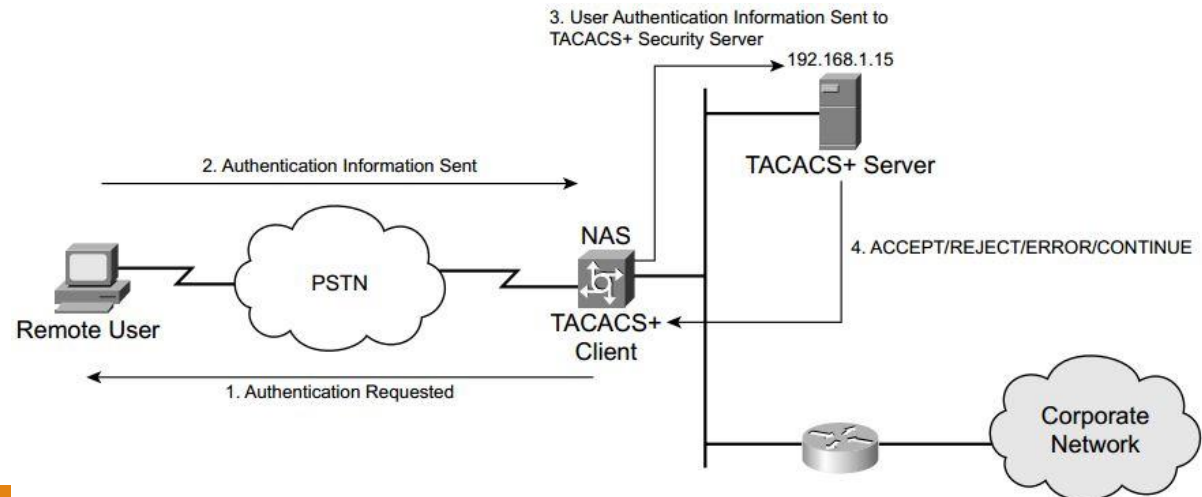 3. User Authentication Information Sent to
TACACS+ Security Server
192.168.1.15
TACACS+ Server
2. Authentication Information Sent
NAS
4. ACCEPT/REJECT/ERROR/CONTINUE
PSTN
Remote User
TACACS+
Client
1. Authentication Requested
Corporate
Network